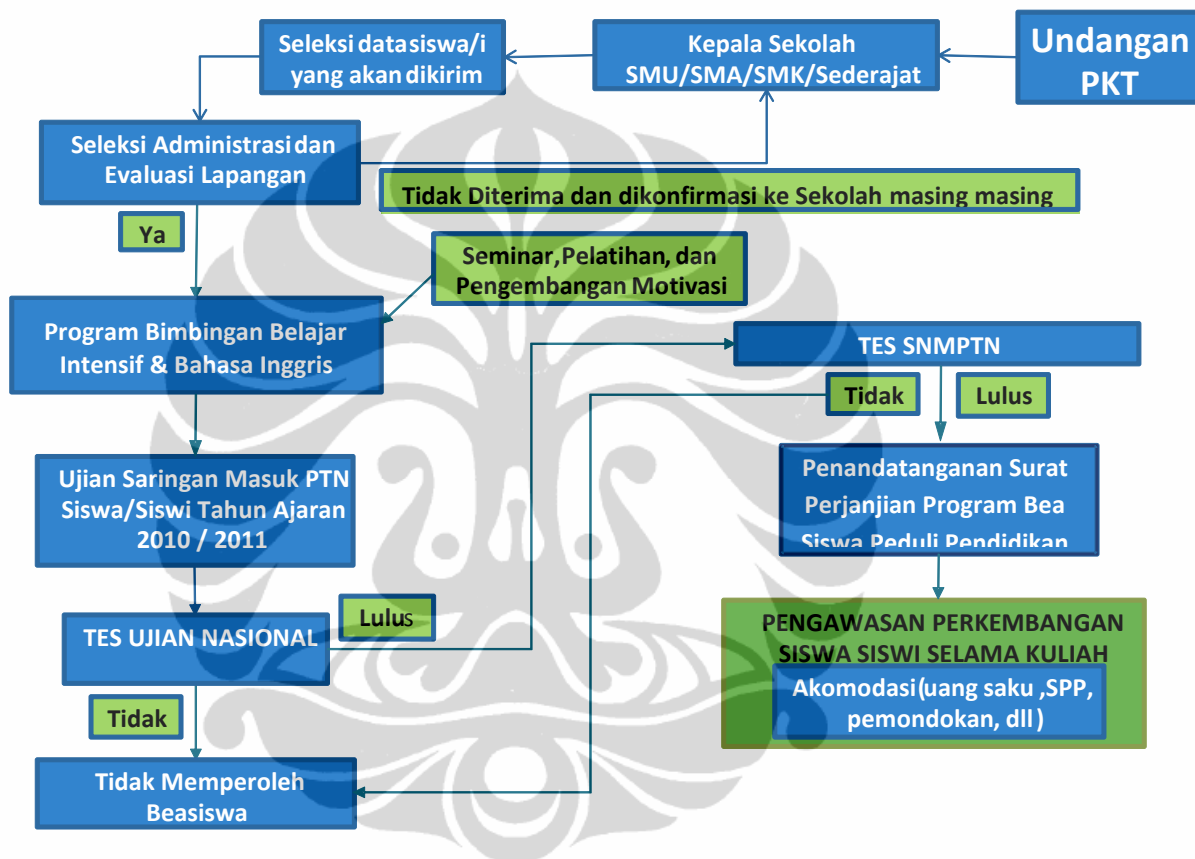 Undangan
PKT
Kepala Sekolah
SMU/SMA/SMK/Sederajat
Seleksi datasiswa/i
yang akan dikirim
Seleksi Administrasi dan
Evaluasi Lapangan
Tidak Diterima dan dikonfirmasi ke Sekolah masing masing
Ya
Seminar,Pelatihan, dan
Pengembangan Motivasi
Program Bimbingan Belajar
Intensif & Bahasa Inggris
TES SNMPTN
Tidak
Lulus
Ujian Saringan Masuk PTN
Siswa/Siswi Tahun Ajaran
2010 / 2011
Penandatanganan Surat
Perjanjian Program Bea
Siswa Peduli Pendidikan
TES UJIAN NASIONAL
Lulus
Tidak
PENGAWASAN PERKEMBANGAN
SISWA SISWI SELAMA KULIAH
Akomodasi(uang saku ,SPP,
pemondokan, dll )
Tidak Memperoleh
Beasiswa